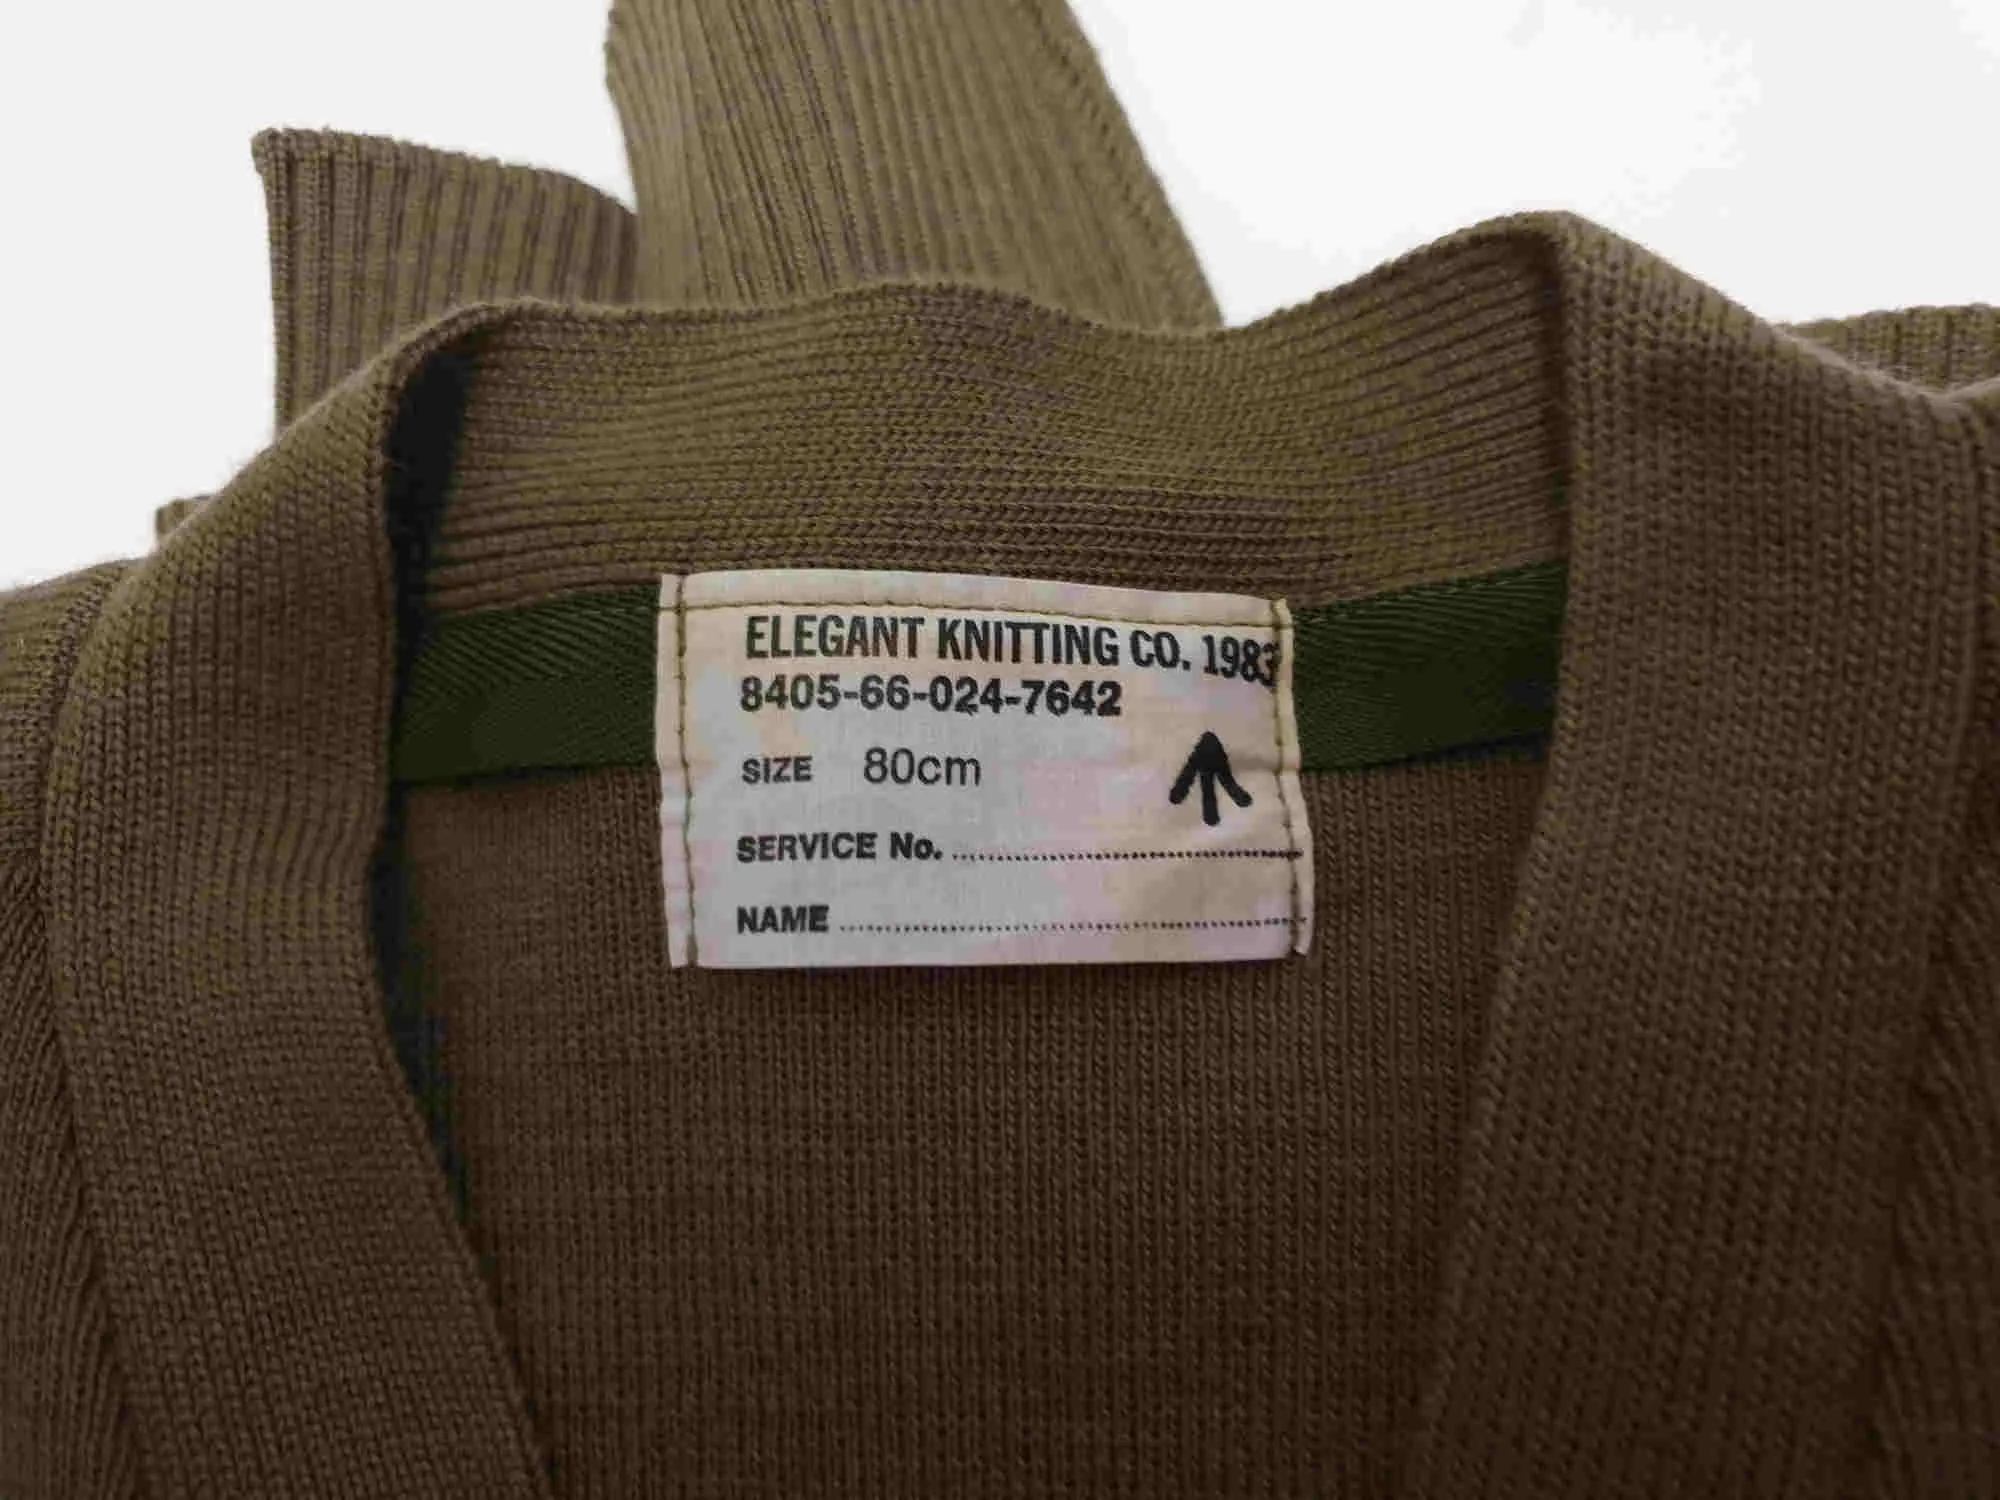 ELEGANT KNITTING CO. 1983
8405-66-024-7642
SIZE 80cm
SERVICE No.
NAME